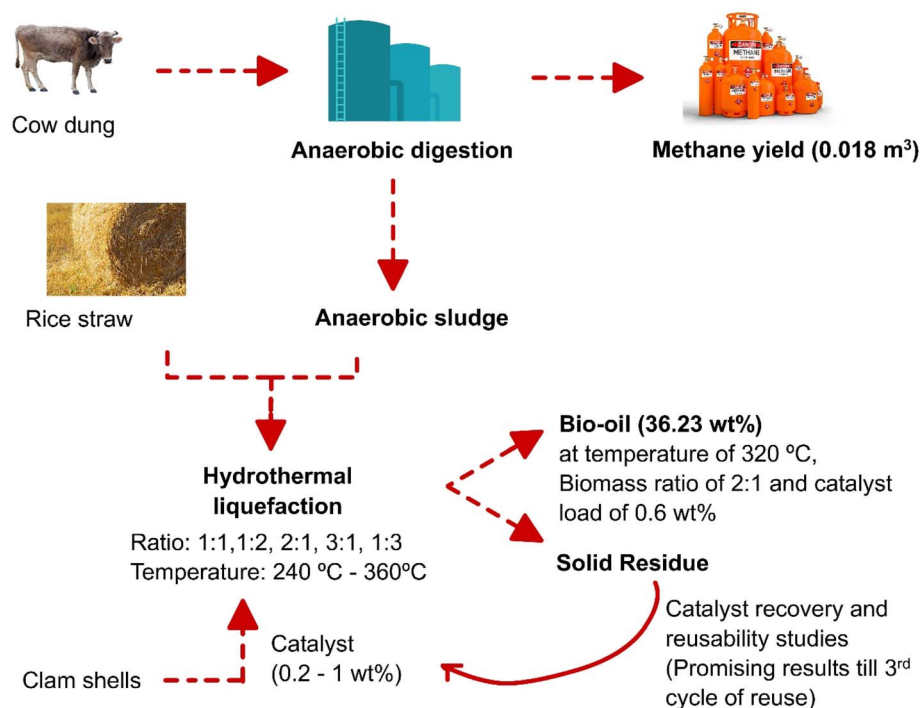 Cow dung
Anaerobic digestion
DANGER
METHANE
Methane yield (0.018 m³)
Rice straw
Anaerobic sludge
Hydrothermal
liquefaction
Ratio: 1:1,1:2, 2:1, 3:1, 1:3
Temperature: 240 ºC - 360ºC
Bio-oil (36.23 wt%)
at temperature of 320 ºC,
Biomass ratio of 2:1 and catalyst
load of 0.6 wt%
Solid Residue
Catalyst recovery and
reusability studies
(Promising results till 3ʳᵈ
cycle of reuse)
Catalyst
(0.2 - 1 wt%)
Clam shells